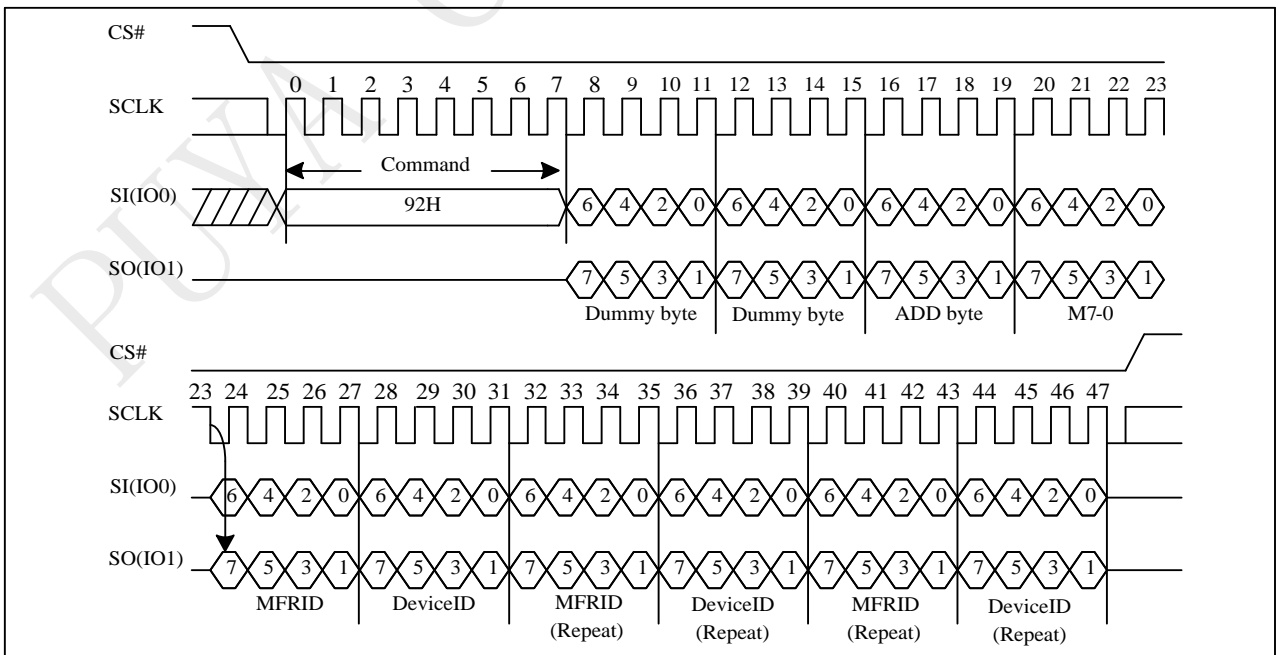 CS#
0 1 2 3 4 5 6 7 8 9 10 11 12 13 14 15 16 17 18 19 20 21 22 23
SCLK
Command
SI(IO0) 92H 6 4 2 0 6 4 2 0 6 4 2 0 6 4 2 0
SO(IO1) 7 5 3 1 7 5 3 1 7 5 3 1 7 5 3 1
Dummy byte Dummy byte ADD byte M7-0
CS#
23 24 25 26 27 28 29 30 31 32 33 34 35 36 37 38 39 40 41 42 43 44 45 46 47
SCLK
SI(IO0) 6 4 2 0 6 4 2 0 6 4 2 0 6 4 2 0 6 4 2 0 6 4 2 0
SO(IO1) 7 5 3 1 7 5 3 1 7 5 3 1 7 5 3 1 7 5 3 1 7 5 3 1
MFRID DeviceID MFRID DeviceID MFRID DeviceID
(Repeat) (Repeat) (Repeat) (Repeat)
PUYA